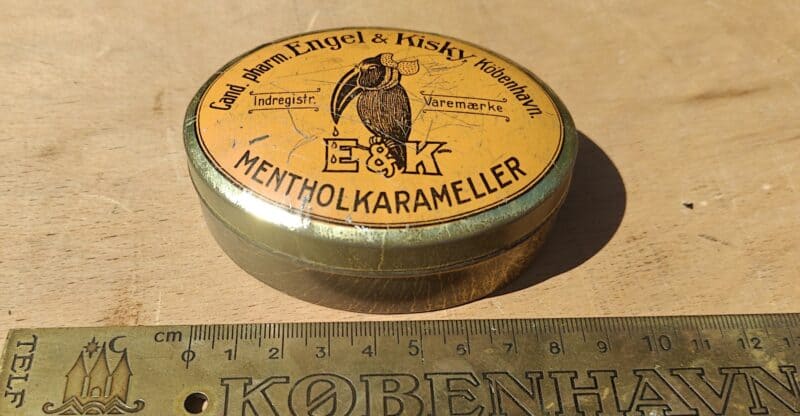 Cand. pharm. Engel & Kisky, København.
Indregistr. Varemærke
E&K
MENTHOLKARAMELLER
TELF
cm 0 1 2 3 4 5 6 7 8 9 10 11 12 13
KØBENHAVN